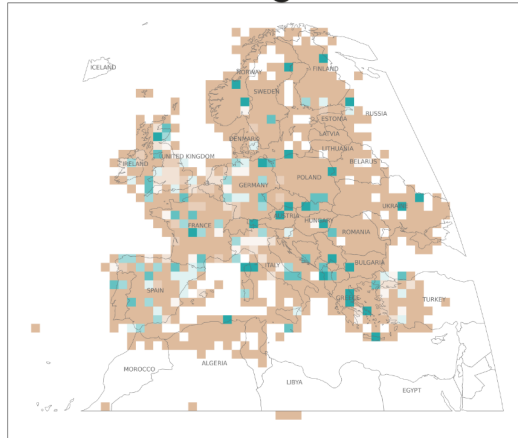 ICELAND
NORWAY
FINLAND
SWEDEN
RUSSIA
ESTONIA
LATVIA
DENMARK
LITHUANIA
UNITED KINGDOM
BELARUS
IRELAND
POLAND
GERMANY
UKRAINE
AUSTRIA
HUNGARY
FRANCE
ROMANIA
ITALY
BULGARIA
SPAIN
GREECE
TURKEY
ALGERIA
MOROCCO
LIBYA
EGYPT